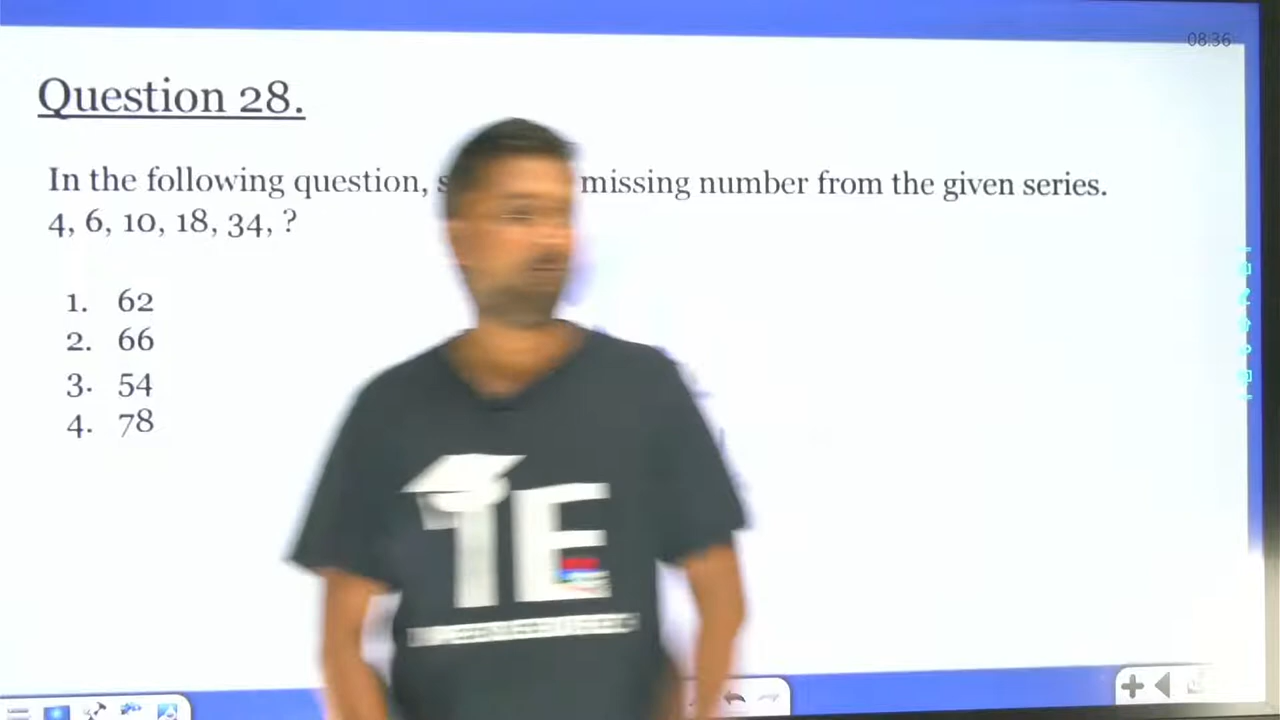 08:36
Question 28.
In the following question, missing number from the given series.
4, 6, 10, 18, 34, ?
1. 62
2. 66
3. 54
4. 78
TE